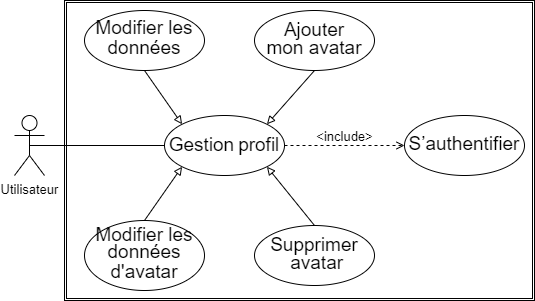 Modifier les
données
Ajouter
mon avatar
Gestion profil
<include>
S'authentifier
Utilisateur
Modifier les
données
d'avatar
Supprimer
avatar